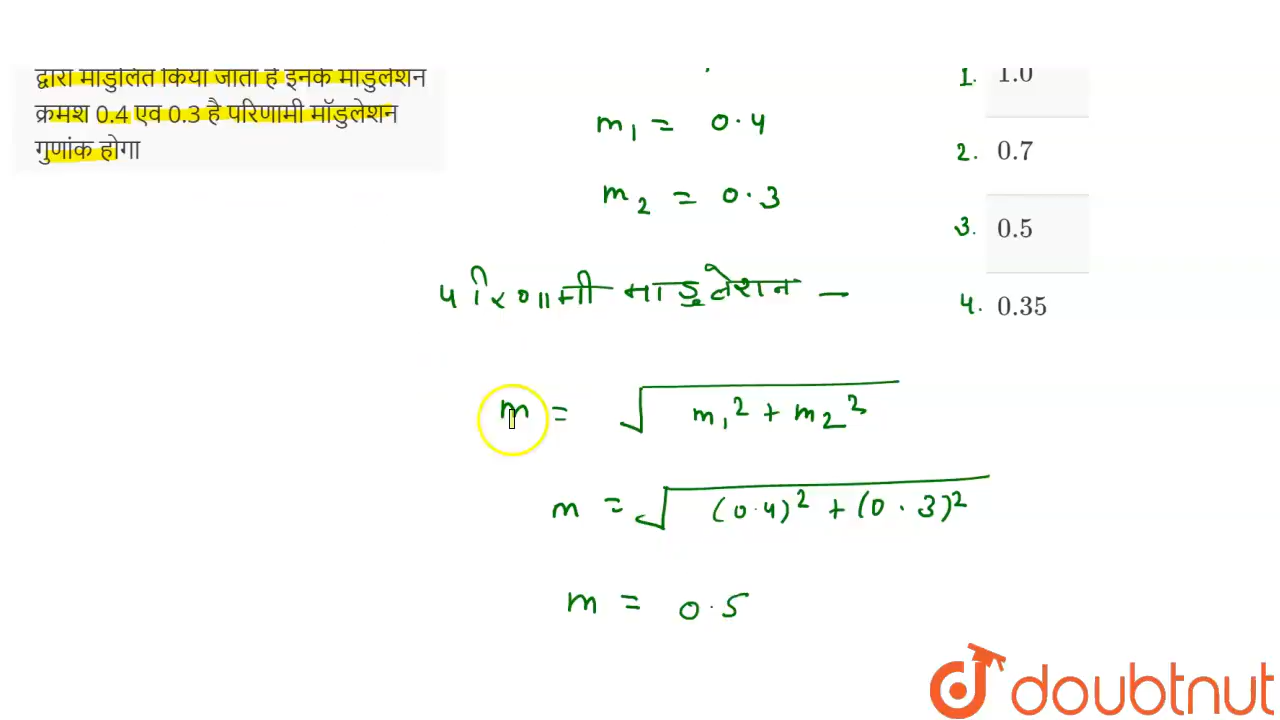 द्वारा माडुलित किया जाता है इनके माडुलेशन
क्रमश 0.4 एव 0.3 है परिणामी मॉडुलेशन
गुणांक होगा
m1 = 0.4
m2 = 0.3
परिणामी माडुलेशन –
m = √(m1² + m2²)
m = √((0.4)² + (0.3)²)
m = 0.5
1. 1.0
2. 0.7
3. 0.5
4. 0.35
doubtnut